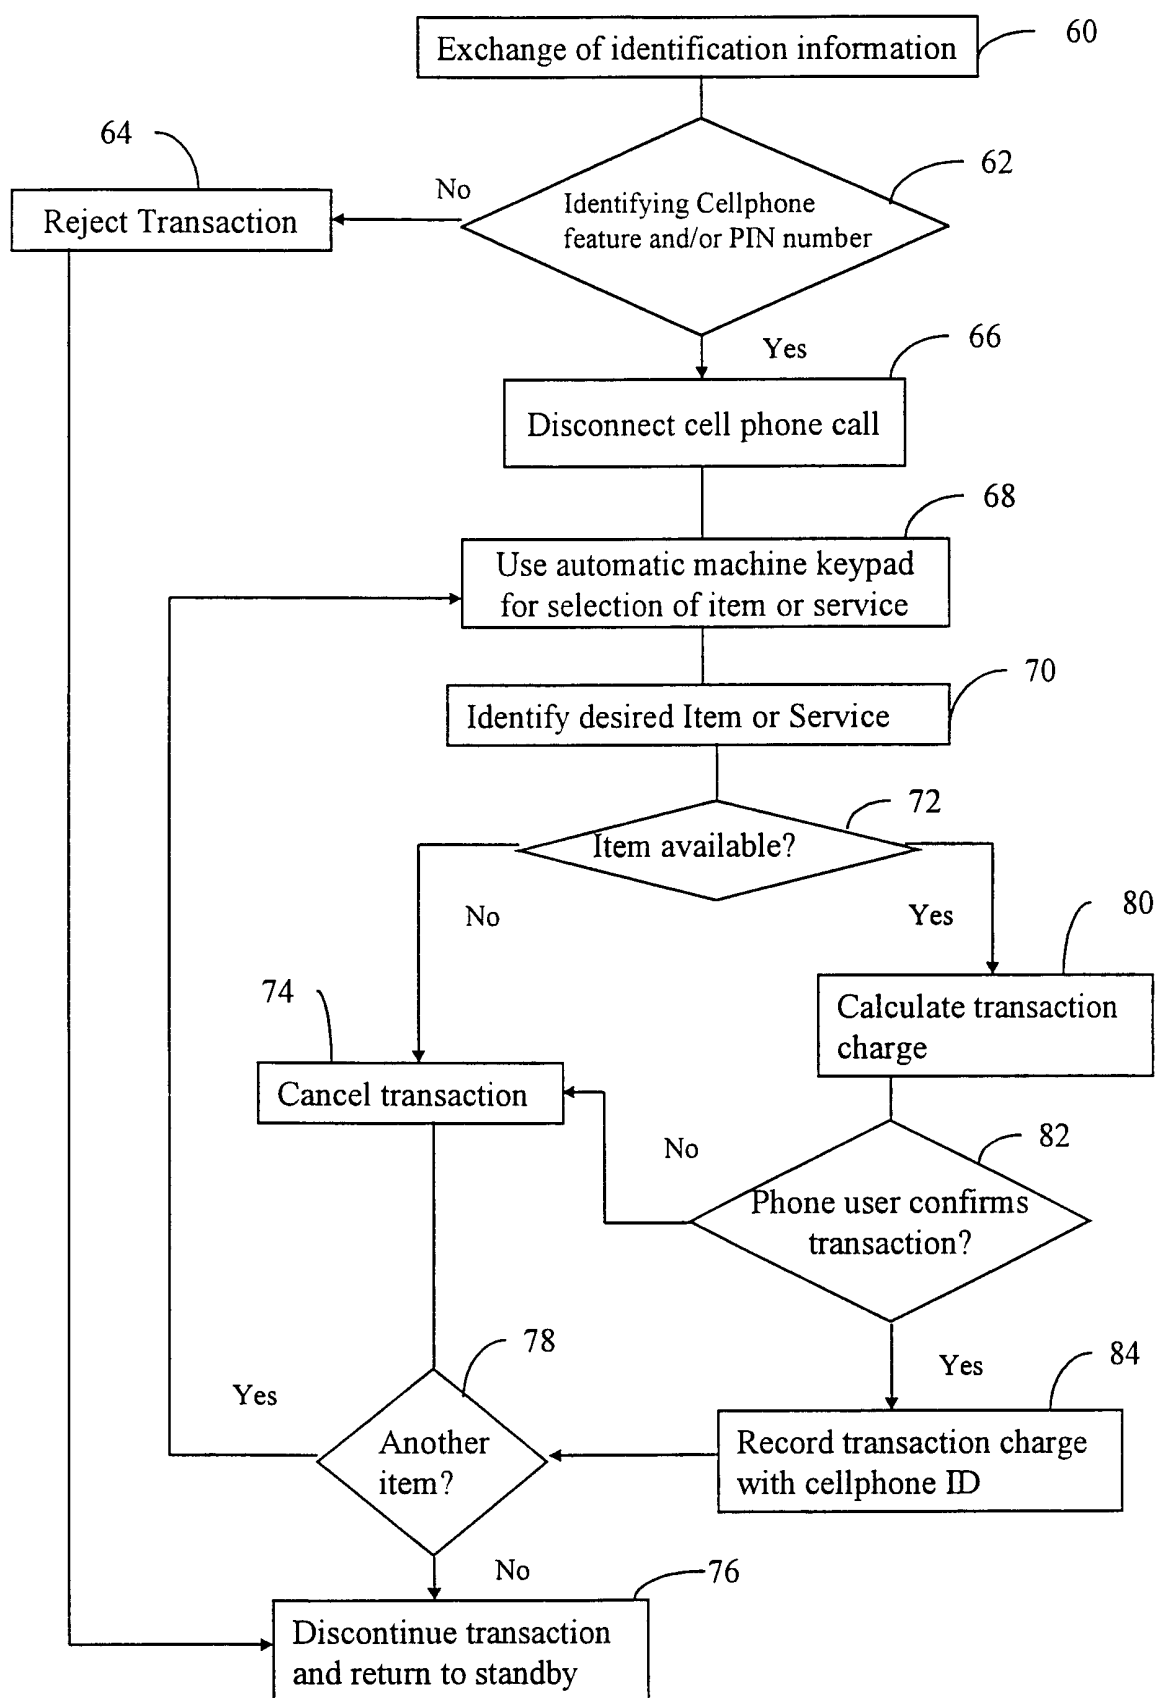 Exchange of identification information
60
64
No
62
Reject Transaction
Identifying Cellphone
feature and/or PIN number
Yes
66
Disconnect cell phone call
68
Use automatic machine keypad
for selection of item or service
70
Identify desired Item or Service
72
Item available?
No
Yes
80
74
Calculate transaction
charge
Cancel transaction
No
82
Phone user confirms
transaction?
78
Yes
84
Yes
Another
item?
Record transaction charge
with cellphone ID
No
76
Discontinue transaction
and return to standby